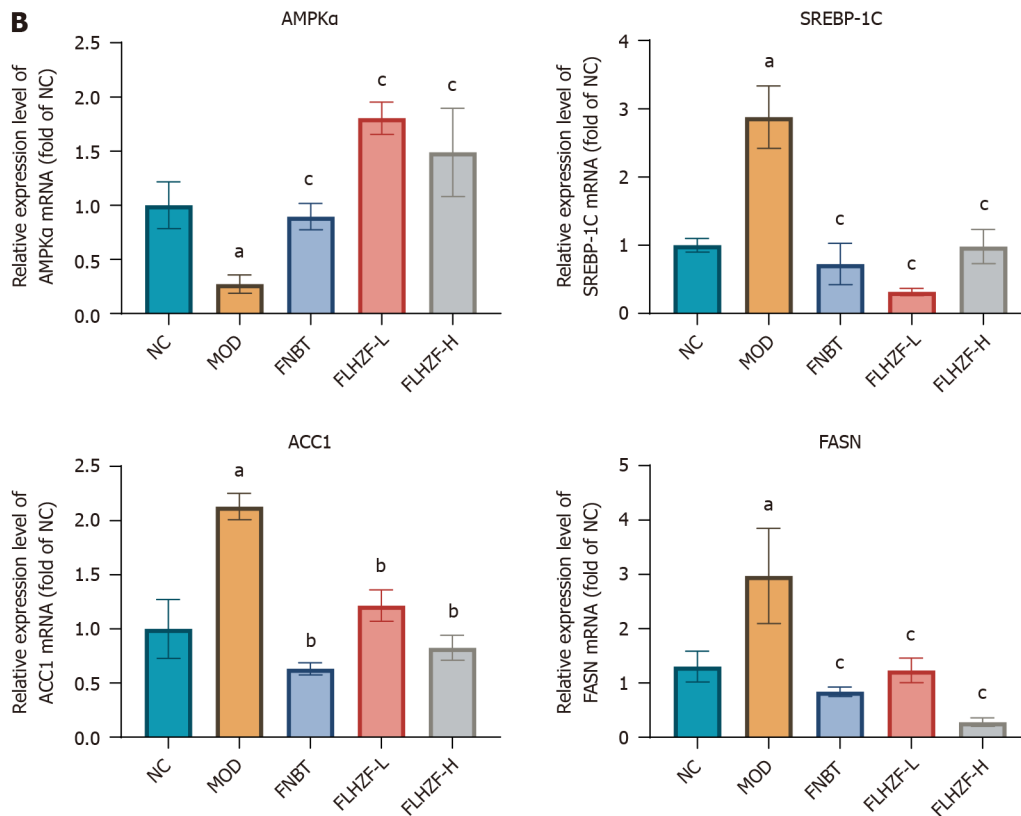 B
AMPKα
Relative expression level of
AMPKα mRNA (fold of NC)
2.5
2.0
1.5
1.0
0.5
0.0
a
c
c
c
NC
MOD
FNBT
FLHZF-L
FLHZF-H
SREBP-1C
Relative expression level of
SREBP-1C mRNA (fold of NC)
4
3
2
1
0
a
c
c
c
NC
MOD
FNBT
FLHZF-L
FLHZF-H
ACC1
Relative expression level of
ACC1 mRNA (fold of NC)
2.5
2.0
1.5
1.0
0.5
0.0
a
b
b
b
NC
MOD
FNBT
FLHZF-L
FLHZF-H
FASN
Relative expression level of
FASN mRNA (fold of NC)
5
4
3
2
1
0
a
c
c
c
NC
MOD
FNBT
FLHZF-L
FLHZF-H